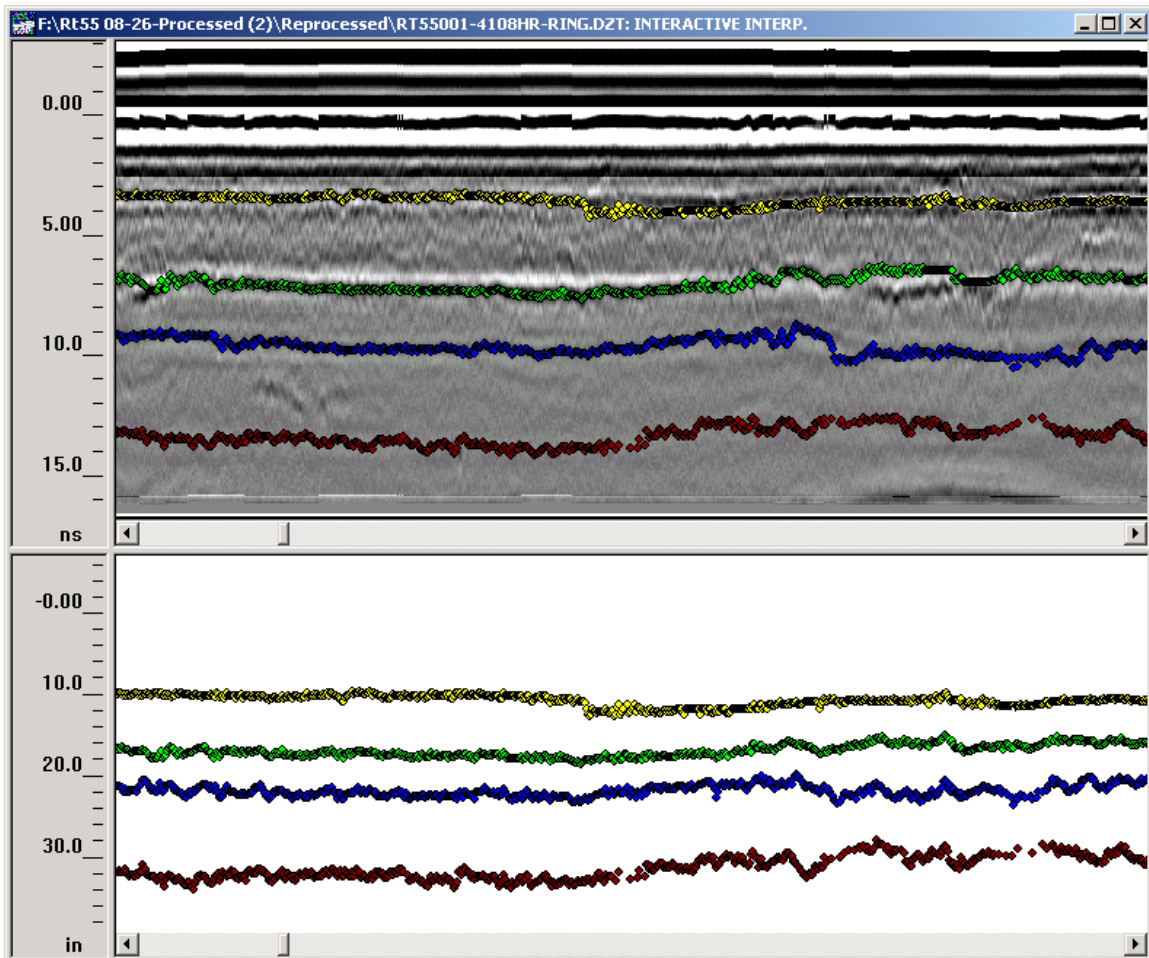 F:\Rt55 08-26-Processed (2)\Reprocessed\RT55001-4108HR-RING.DZT: INTERACTIVE INTERP.
0.00
5.00
10.0
15.0
ns
-0.00
10.0
20.0
30.0
in